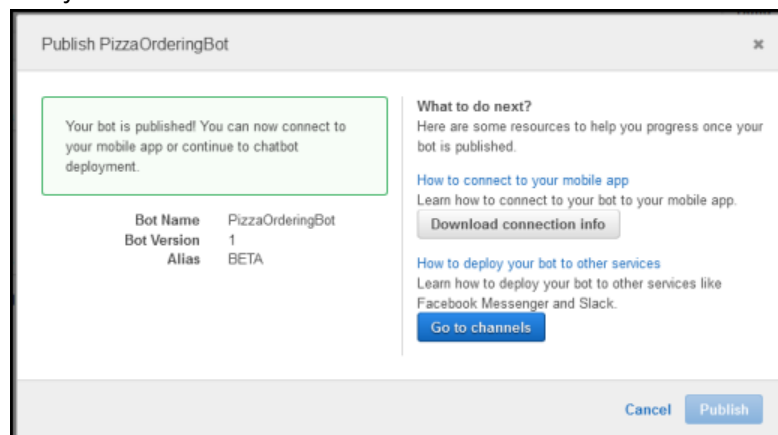 Publish PizzaOrderingBot
Your bot is published! You can now connect to
your mobile app or continue to chatbot
deployment.
Bot Name PizzaOrderingBot
Bot Version 1
Alias BETA
What to do next?
Here are some resources to help you progress once your
bot is published.
How to connect to your mobile app
Learn how to connect to your bot to your mobile app.
Download connection info
How to deploy your bot to other services
Learn how to deploy your bot to other services like
Facebook Messenger and Slack.
Go to channels
Cancel Publish